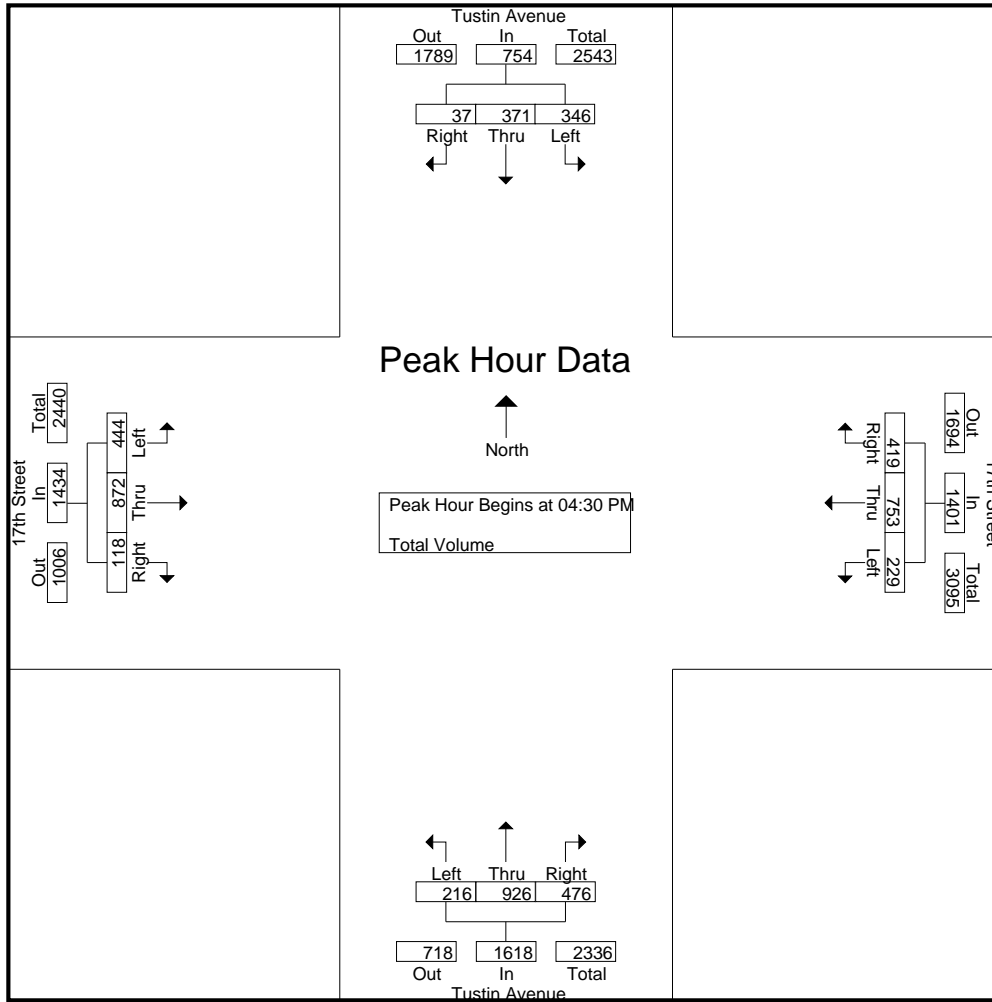 Tustin Avenue
Out In Total
1789 754 2543
37 371 346
Right Thru Left
Peak Hour Data
North
Peak Hour Begins at 04:30 PM
Total Volume
17th Street
Total In Out
2440 1434 1006
444 872 118
Left Thru Right
Right Thru Left
419 753 229
1694 1401 3095
Out In Total
17th Street
Left Thru Right
216 926 476
718 1618 2336
Out In Total
Tustin Avenue